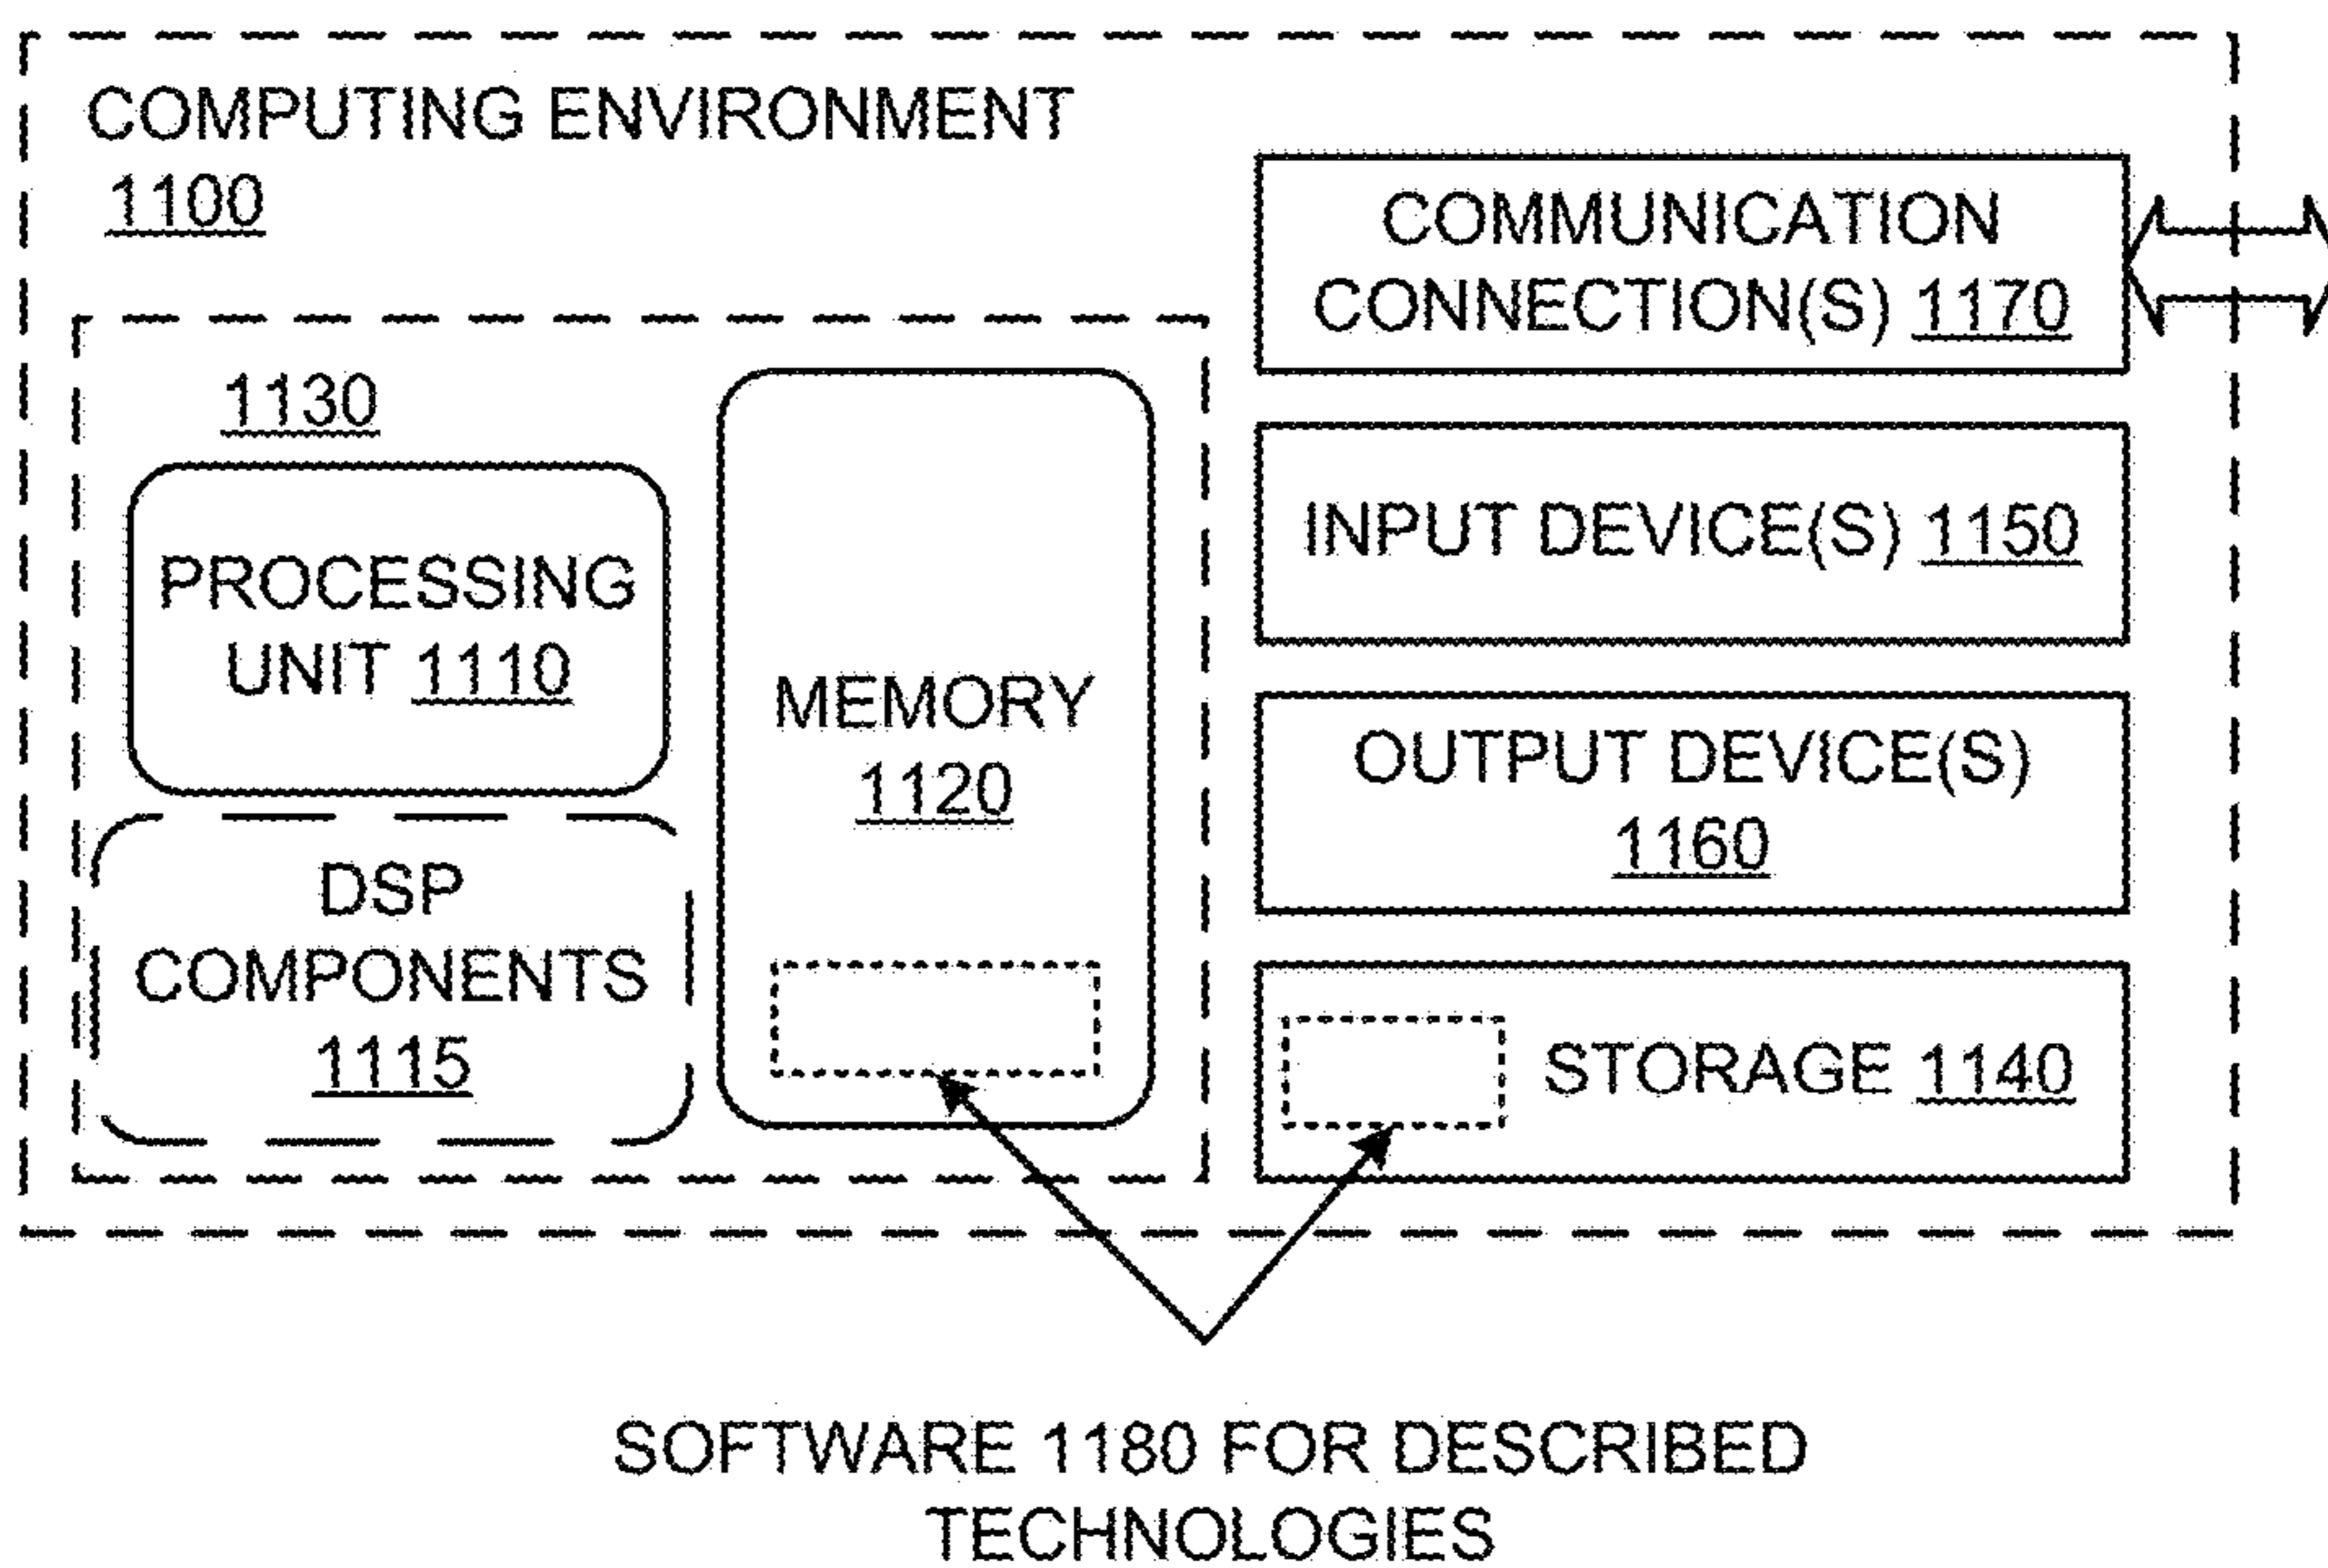 COMPUTING ENVIRONMENT
1100
COMMUNICATION
CONNECTION(S) 1170
1130
PROCESSING
UNIT 1110
MEMORY
1120
DSP
COMPONENTS
1115
INPUT DEVICE(S) 1150
OUTPUT DEVICE(S)
1160
STORAGE 1140
SOFTWARE 1180 FOR DESCRIBED
TECHNOLOGIES